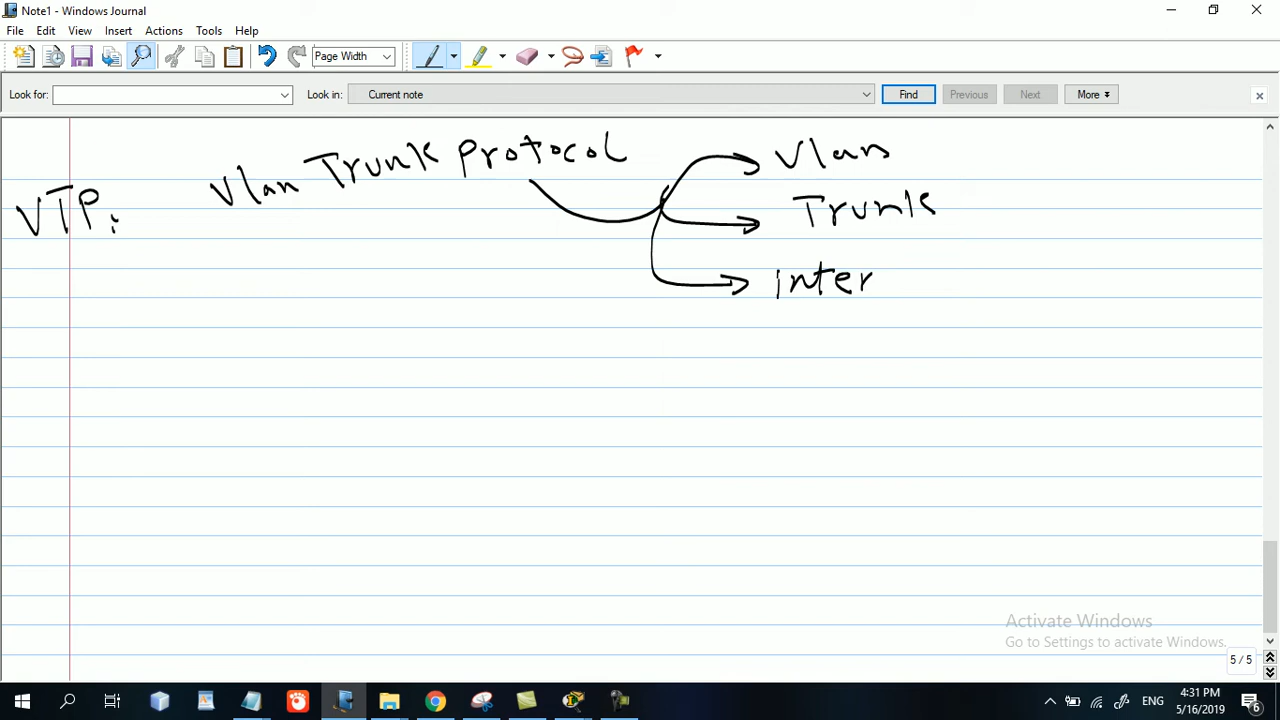 Note1 - Windows Journal
File Edit View Insert Actions Tools Help
Page Width
Look for: Look in: Current note Find Previous Next More
Vlan Trunk protocol
Vlan
VTP:
Trunk
inter
Activate Windows
Go to Settings to activate Windows.
5 / 5
ENG 4:31 PM
5/16/2019 6